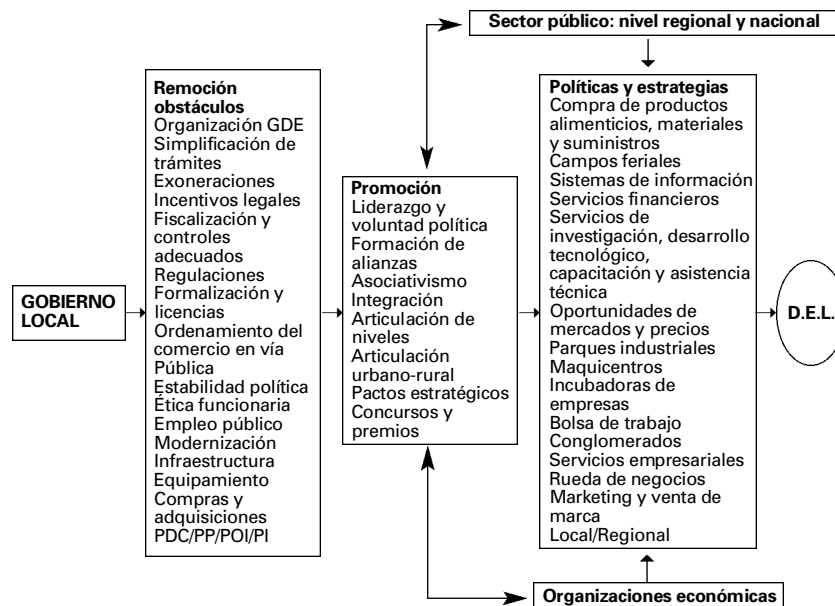 Sector público: nivel regional y nacional
GOBIERNO
LOCAL
Remoción
obstáculos
Organización GDE
Simplificación de
trámites
Exoneraciones
Incentivos legales
Fiscalización y
controles
adecuados
Regulaciones
Formalización y
licencias
Ordenamiento del
comercio en vía
Pública
Estabilidad política
Ética funcionaria
Empleo público
Modernización
Infraestructura
Equipamiento
Compras y
adquisiciones
PDC/PP/POI/PI
Promoción
Liderazgo y
voluntad política
Formación de
alianzas
Asociativismo
Integración
Articulación de
niveles
Articulación
urbano-rural
Pactos estratégicos
Concursos y
premios
Políticas y estrategias
Compra de productos
alimenticios, materiales
y suministros
Campos feriales
Sistemas de información
Servicios financieros
Servicios de
investigación, desarrollo
tecnológico,
capacitación y asistencia
técnica
Oportunidades de
mercados y precios
Parques industriales
Maquicentros
Incubadoras de
empresas
Bolsa de trabajo
Conglomerados
Servicios empresariales
Rueda de negocios
Marketing y venta de
marca
Local/Regional
D.E.L.
Organizaciones económicas